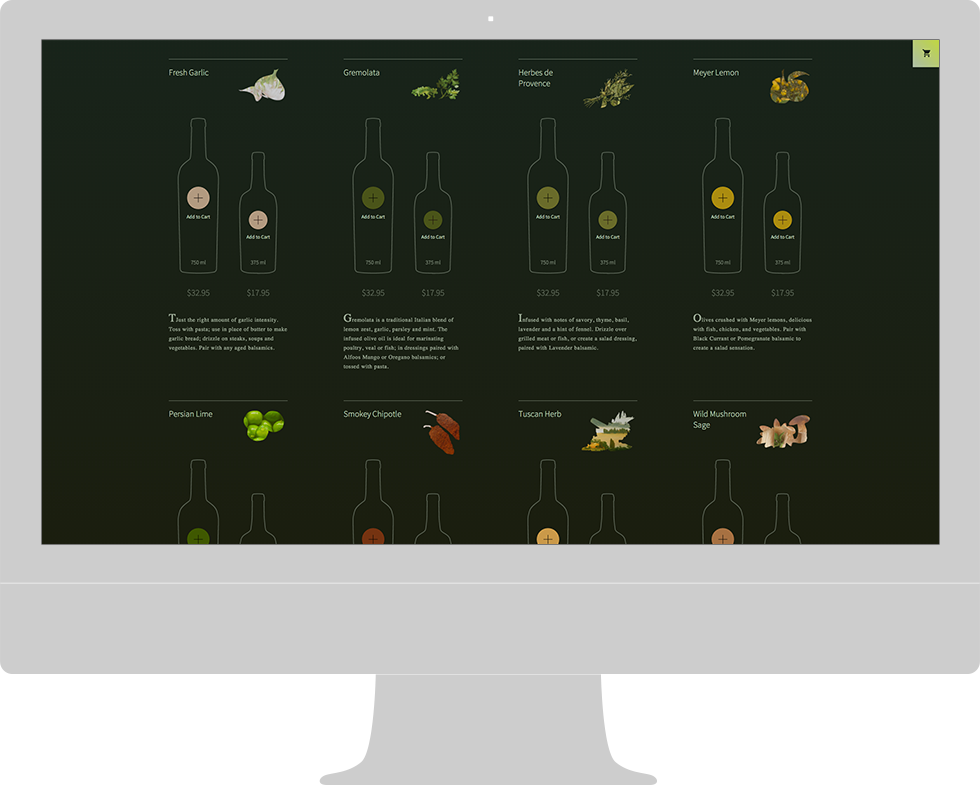 Fresh Garlic
Add to Cart
Add to Cart
750 ml
375 ml
$32.95
$17.95
TJust the right amount of garlic intensity.
Toss with pasta; use in place of butter to make
garlic bread; drizzle on steaks, soups and
vegetables. Pair with any aged balsamics.
Gremolata
Add to Cart
Add to Cart
750 ml
375 ml
$32.95
$17.95
Gremolata is a traditional Italian blend of
lemon zest, garlic, parsley and mint. The
infused olive oil is ideal for marinating
poultry, veal or fish; in dressings paired with
Alfoos Mango or Oregano balsamics; or
tossed with pasta.
Herbes de
Provence
Add to Cart
Add to Cart
750 ml
375 ml
$32.95
$17.95
Infused with notes of savory, thyme, basil,
lavender and a hint of funnel. Drizzle over
grilled meat or fish, or create a salad dressing,
paired with Lavender balsamic.
Meyer Lemon
Add to Cart
Add to Cart
750 ml
375 ml
$32.95
$17.95
Olives crushed with Meyer lemons, delicious
with fish, chicken, and vegetables. Pair with
Black Currant or Pomegranate balsamic to
create a salad sensation.
Persian Lime
Smokey Chipotle
Tuscan Herb
Wild Mushroom
Sage